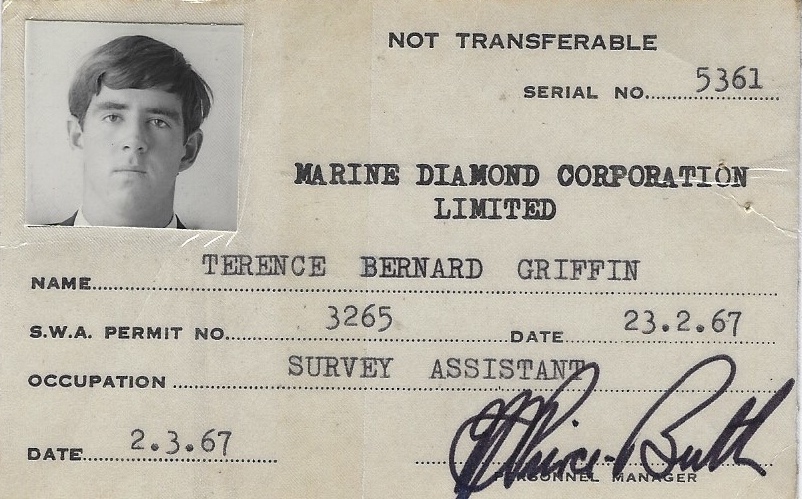 NOT TRANSFERABLE
SERIAL NO. 5361
MARINE DIAMOND CORPORATION
LIMITED
NAME TERENCE BERNARD GRIFFIN
S.W.A. PERMIT NO. 3265 DATE 23.2.67
OCCUPATION SURVEY ASSISTANT
DATE 2.3.67
PERSONNEL MANAGER